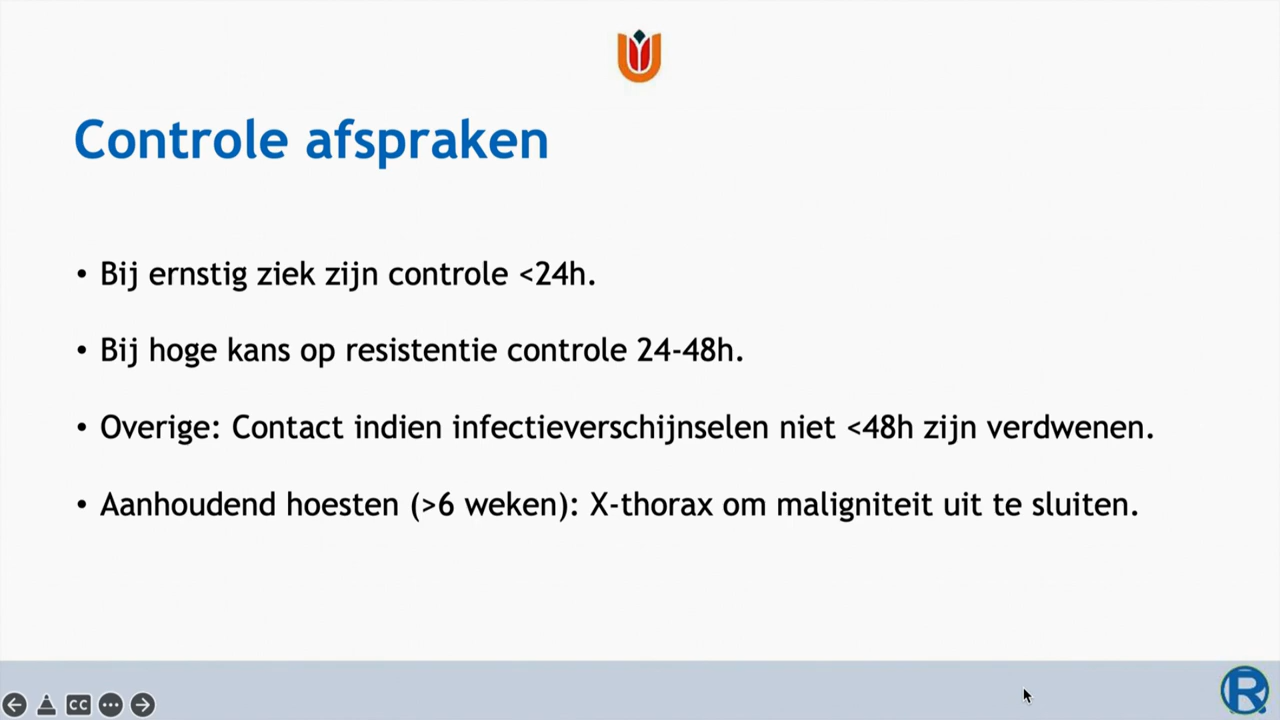 Controle afspraken
• Bij ernstig ziek zijn controle <24h.
• Bij hoge kans op resistentie controle 24-48h.
• Overige: Contact indien infectieverschijnselen niet <48h zijn verdwenen.
• Aanhoudend hoesten (>6 weken): X-thorax om maligniteit uit te sluiten.
CC
R